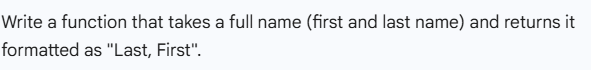 Write a function that takes a full name (first and last name) and returns it
formatted as "Last, First".